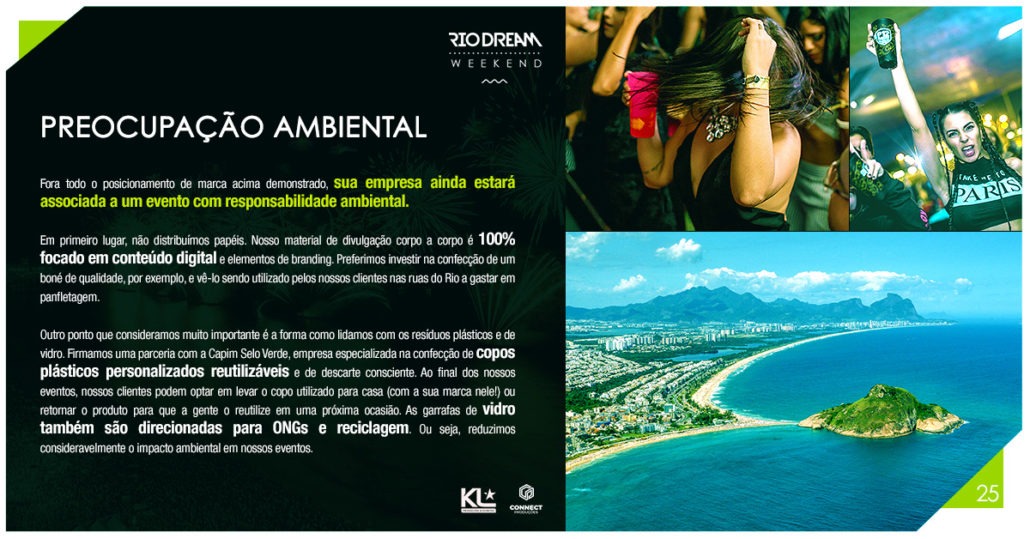 RIO DREAM
WEEKEND
PREOCUPAÇÃO AMBIENTAL
Fora todo o posicionamento de marca acima demonstrado, sua empresa ainda estará
associada a um evento com responsabilidade ambiental.
Em primeiro lugar, não distribuímos papéis. Nosso material de divulgação corpo a corpo é 100%
focado em conteúdo digital e elementos de branding. Preferimos investir na confecção de um
boné de qualidade, por exemplo, e vê-lo sendo utilizado pelos nossos clientes nas ruas do Rio a gastar em
panfletagem.
Outro ponto que consideramos muito importante é a forma como lidamos com os resíduos plásticos e de
vidro. Firmamos uma parceria com a Capim Selo Verde, empresa especializada na confecção de copos
plásticos personalizados reutilizáveis e de descarte consciente. Ao final dos nossos
eventos, nossos clientes podem optar em levar o copo utilizado para casa (com a sua marca nele!) ou
retornar o produto para que a gente o reutilize em uma próxima ocasião. As garrafas de vidro
também são direcionadas para ONGs e reciclagem. Ou seja, reduzimos
consideravelmente o impacto ambiental em nossos eventos.
TAKE ME TO
PARIS
KL
CONNECT
PRODUÇÕES
25